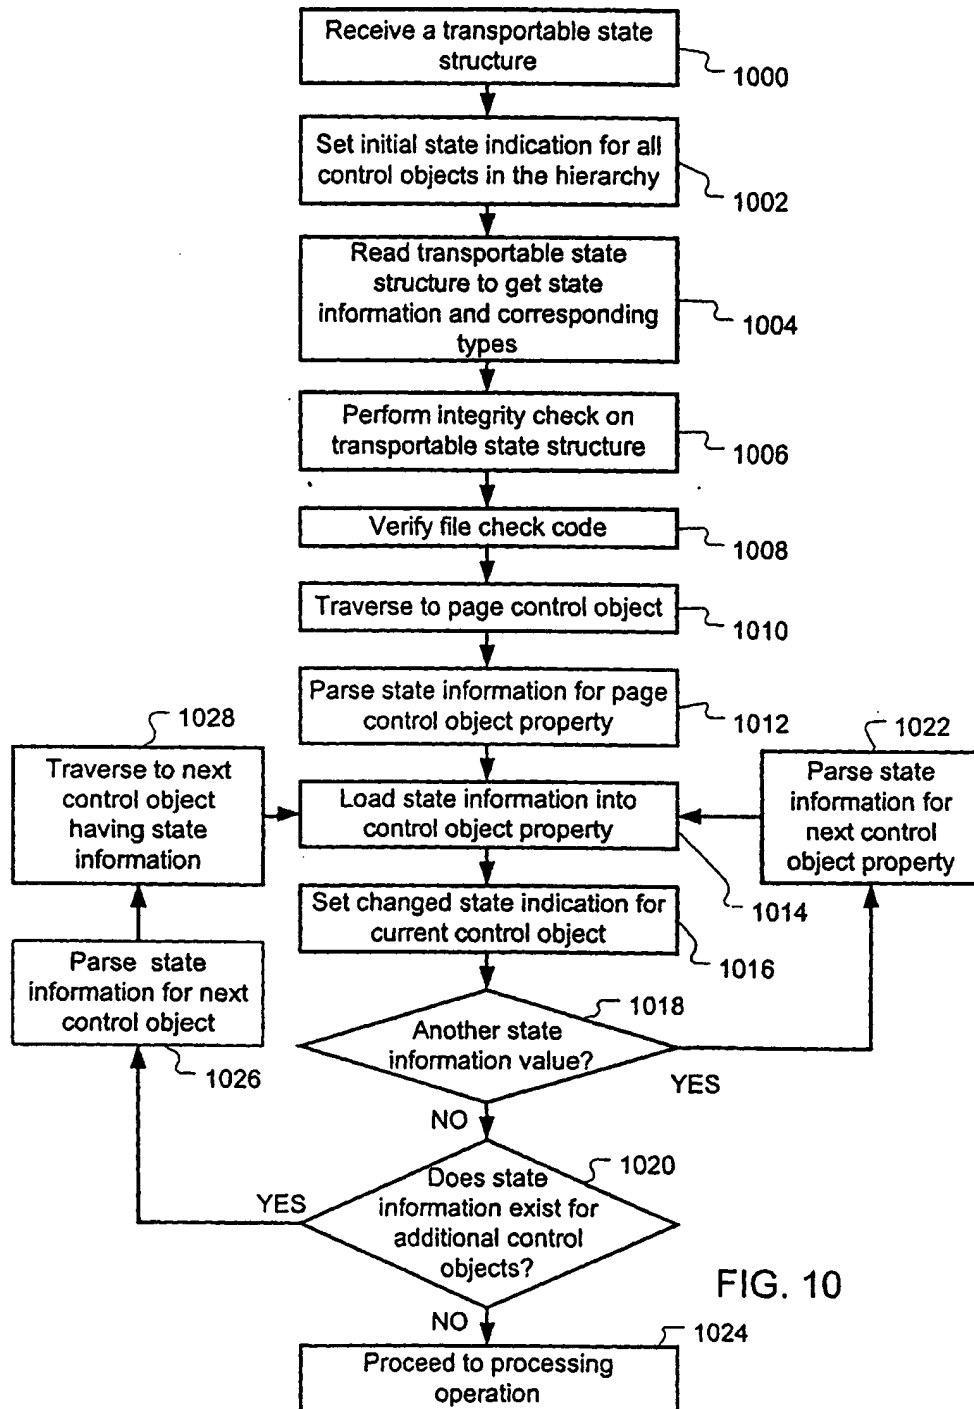 Receive a transportable state
structure
1000
Set initial state indication for all
control objects in the hierarchy
1002
Read transportable state
structure to get state
information and corresponding
types
1004
Perform integrity check on
transportable state structure
1006
Verify file check code
1008
Traverse to page control object
1010
Parse state information for page
control object property
1012
1028
Traverse to next
control object
having state
information
Load state information into
control object property
1014
1022
Parse state
information for
next control
object property
Set changed state indication for
current control object
1016
Parse state
information for next
control object
1026
1018
Another state
information value?
YES
NO
1020
Does state
information exist for
additional control
objects?
YES
NO
FIG. 10
1024
Proceed to processing
operation